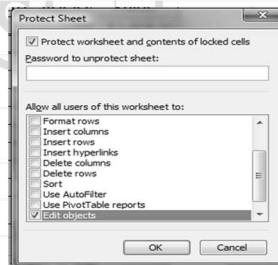 Protect Sheet
Protect worksheet and contents of locked cells
Password to unprotect sheet:
Allow all users of this worksheet to:
Format rows
Insert columns
Insert rows
Insert hyperlinks
Delete columns
Delete rows
Sort
Use AutoFilter
Use PivotTable reports
Edit objects
OK
Cancel